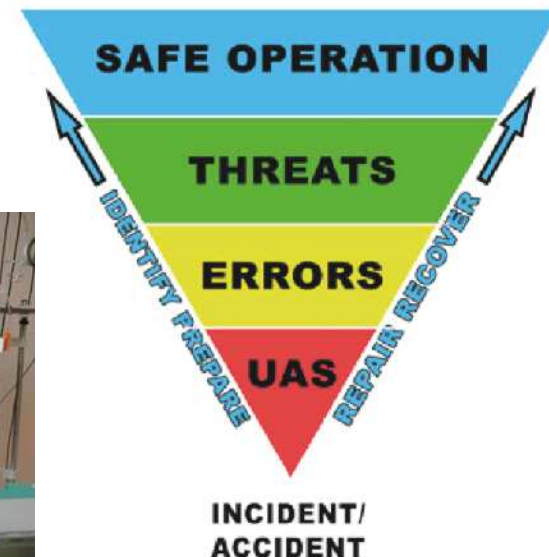 SAFE OPERATION
THREATS
ERRORS
UAS
IDENTIFY PREPARE
REPAIR RECOVER
INCIDENT/
ACCIDENT